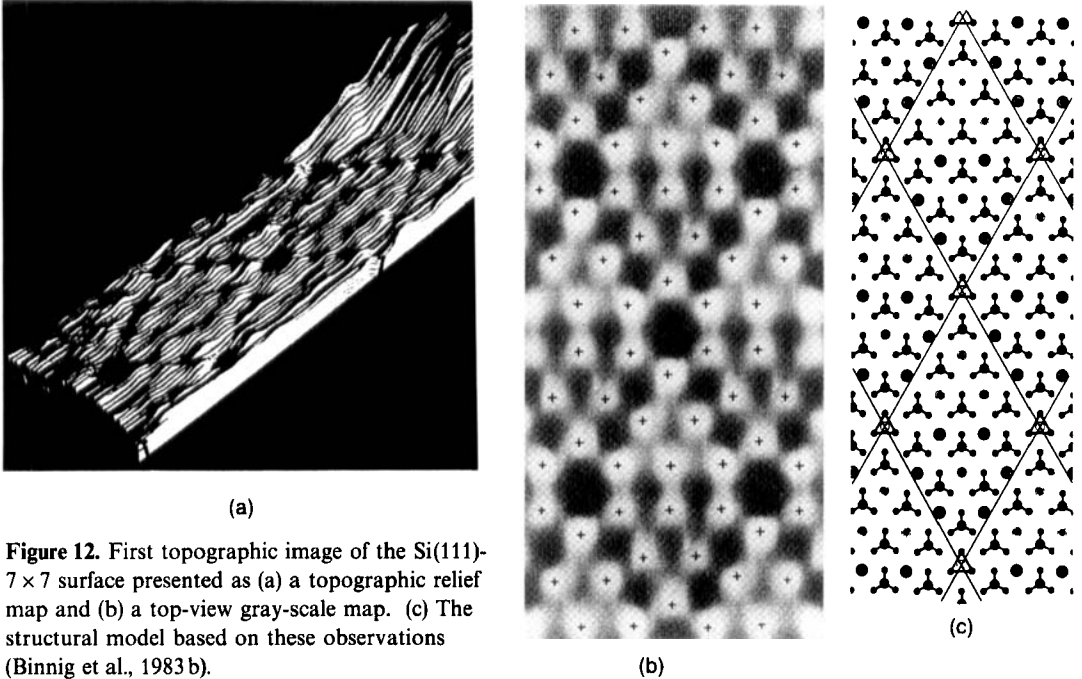 (a)
Figure 12. First topographic image of the Si(111)-
7 × 7 surface presented as (a) a topographic relief
map and (b) a top-view gray-scale map. (c) The
structural model based on these observations
(Binnig et al., 1983 b).
(b)
(c)